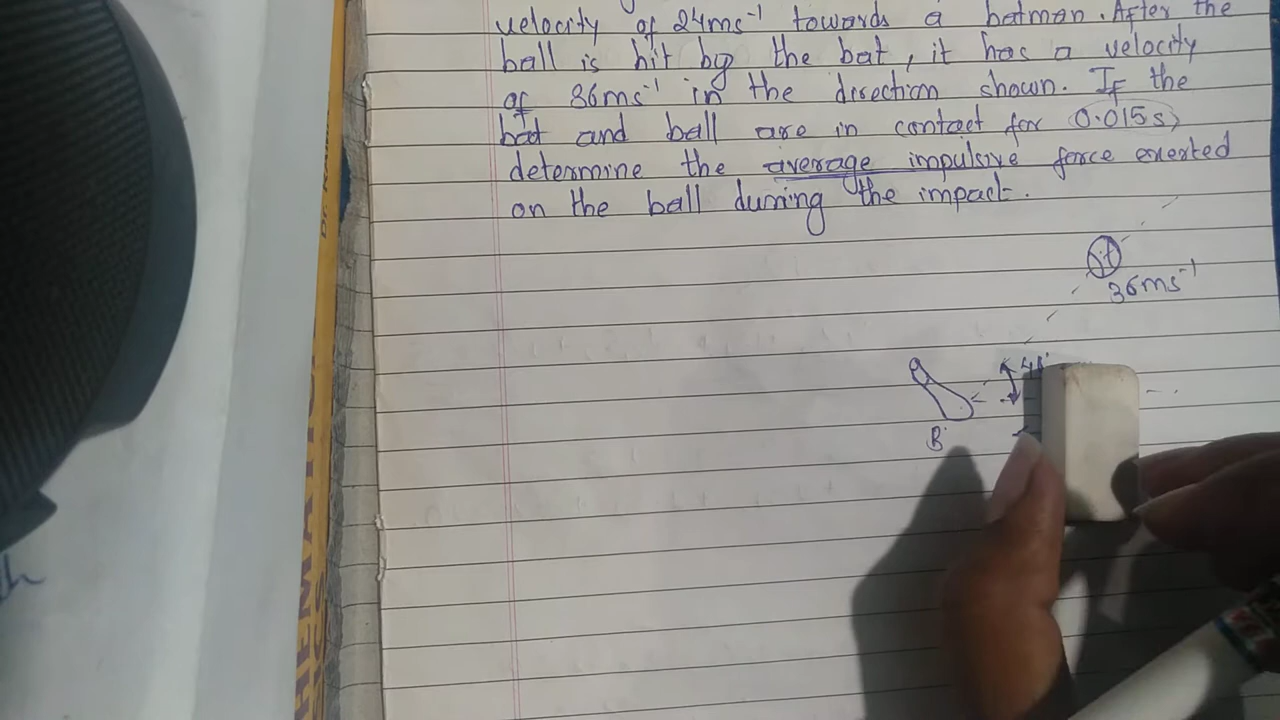 velocity of 24ms⁻¹ towards a batman. After the
ball is hit by the bat, it has a velocity
of 36ms⁻¹ in the direction shown. If the
bat and ball are in contact for 0.015s,
determine the average impulsive force exerted
on the ball durring the impact.
36ms⁻¹
B